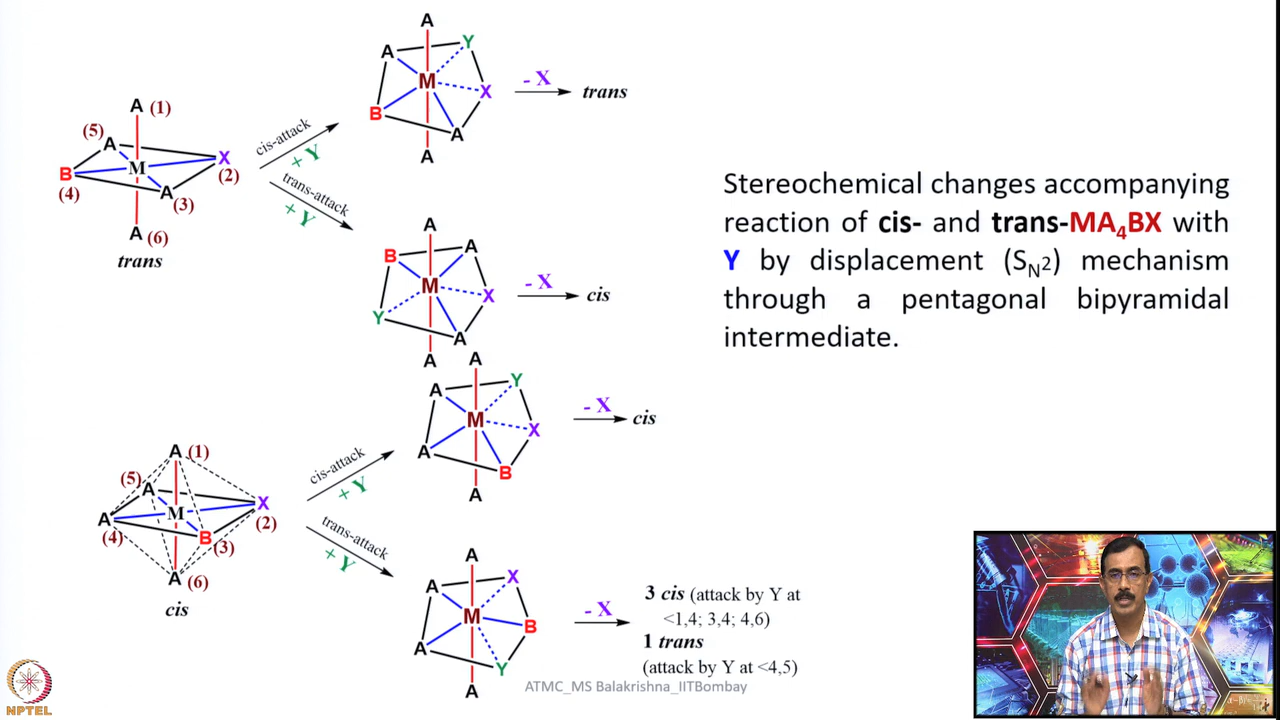 A
A
Y
M
X
B
A
A
- X
trans
cis-attack
+ Y
A (1)
(5)
A
X
B
M
(2)
(4)
A
(3)
A (6)
trans
trans-attack
+ Y
A
B
A
M
X
Y
A
A
- X
cis
Stereochemical changes accompanying
reaction of cis- and trans-MA4BX with
Y by displacement (SN2) mechanism
through a pentagonal bipyramidal
intermediate.
A
A
Y
M
X
A
B
A
- X
cis
cis-attack
+ Y
A (1)
(5)
A
X
M
(2)
A
(4)
B
(3)
A (6)
cis
trans-attack
+ Y
A
A
X
M
B
A
Y
A
- X
3 cis (attack by Y at
<1,4; 3,4; 4,6)
1 trans
(attack by Y at <4,5)
ATMC_MS Balakrishna_IITBombay
NPTEL